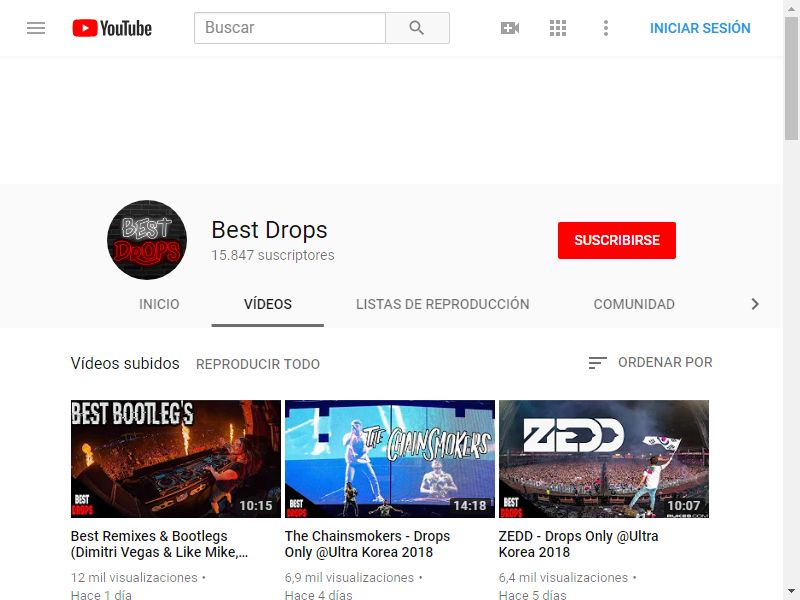 YouTube
Buscar
INICIAR SESIÓN
BEST
DROPS
Best Drops
15.847 suscriptores
SUSCRIBIRSE
INICIO
VÍDEOS
LISTAS DE REPRODUCCIÓN
COMUNIDAD
Vídeos subidos
REPRODUCIR TODO
ORDENAR POR
BEST BOOTLEG'S
BEST
DROPS
10:15
THE CHAINSMOKERS
BEST
DROPS
14:18
ZEDD
BEST
DROPS
RUKES.COM
10:07
Best Remixes & Bootlegs
(Dimitri Vegas & Like Mike,...
12 mil visualizaciones •
Hace 1 día
The Chainsmokers - Drops
Only @Ultra Korea 2018
6,9 mil visualizaciones •
Hace 4 días
ZEDD - Drops Only @Ultra
Korea 2018
6,4 mil visualizaciones •
Hace 5 días